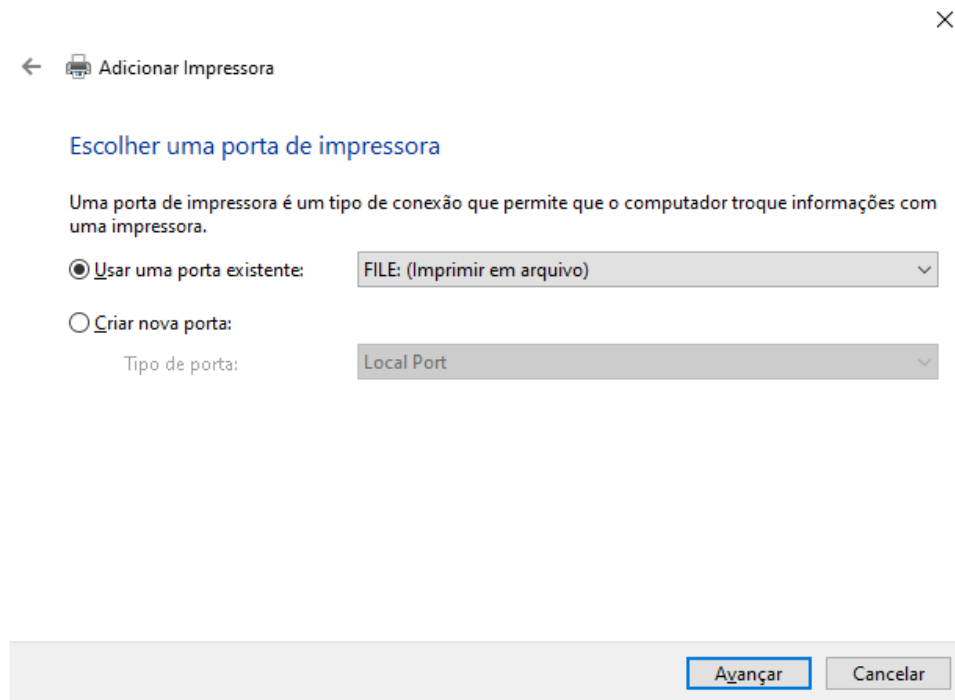 Adicionar Impressora
Escolher uma porta de impressora
Uma porta de impressora é um tipo de conexão que permite que o computador troque informações com
uma impressora.
Usar uma porta existente: FILE: (Imprimir em arquivo)
Criar nova porta:
Tipo de porta: Local Port
Avançar Cancelar